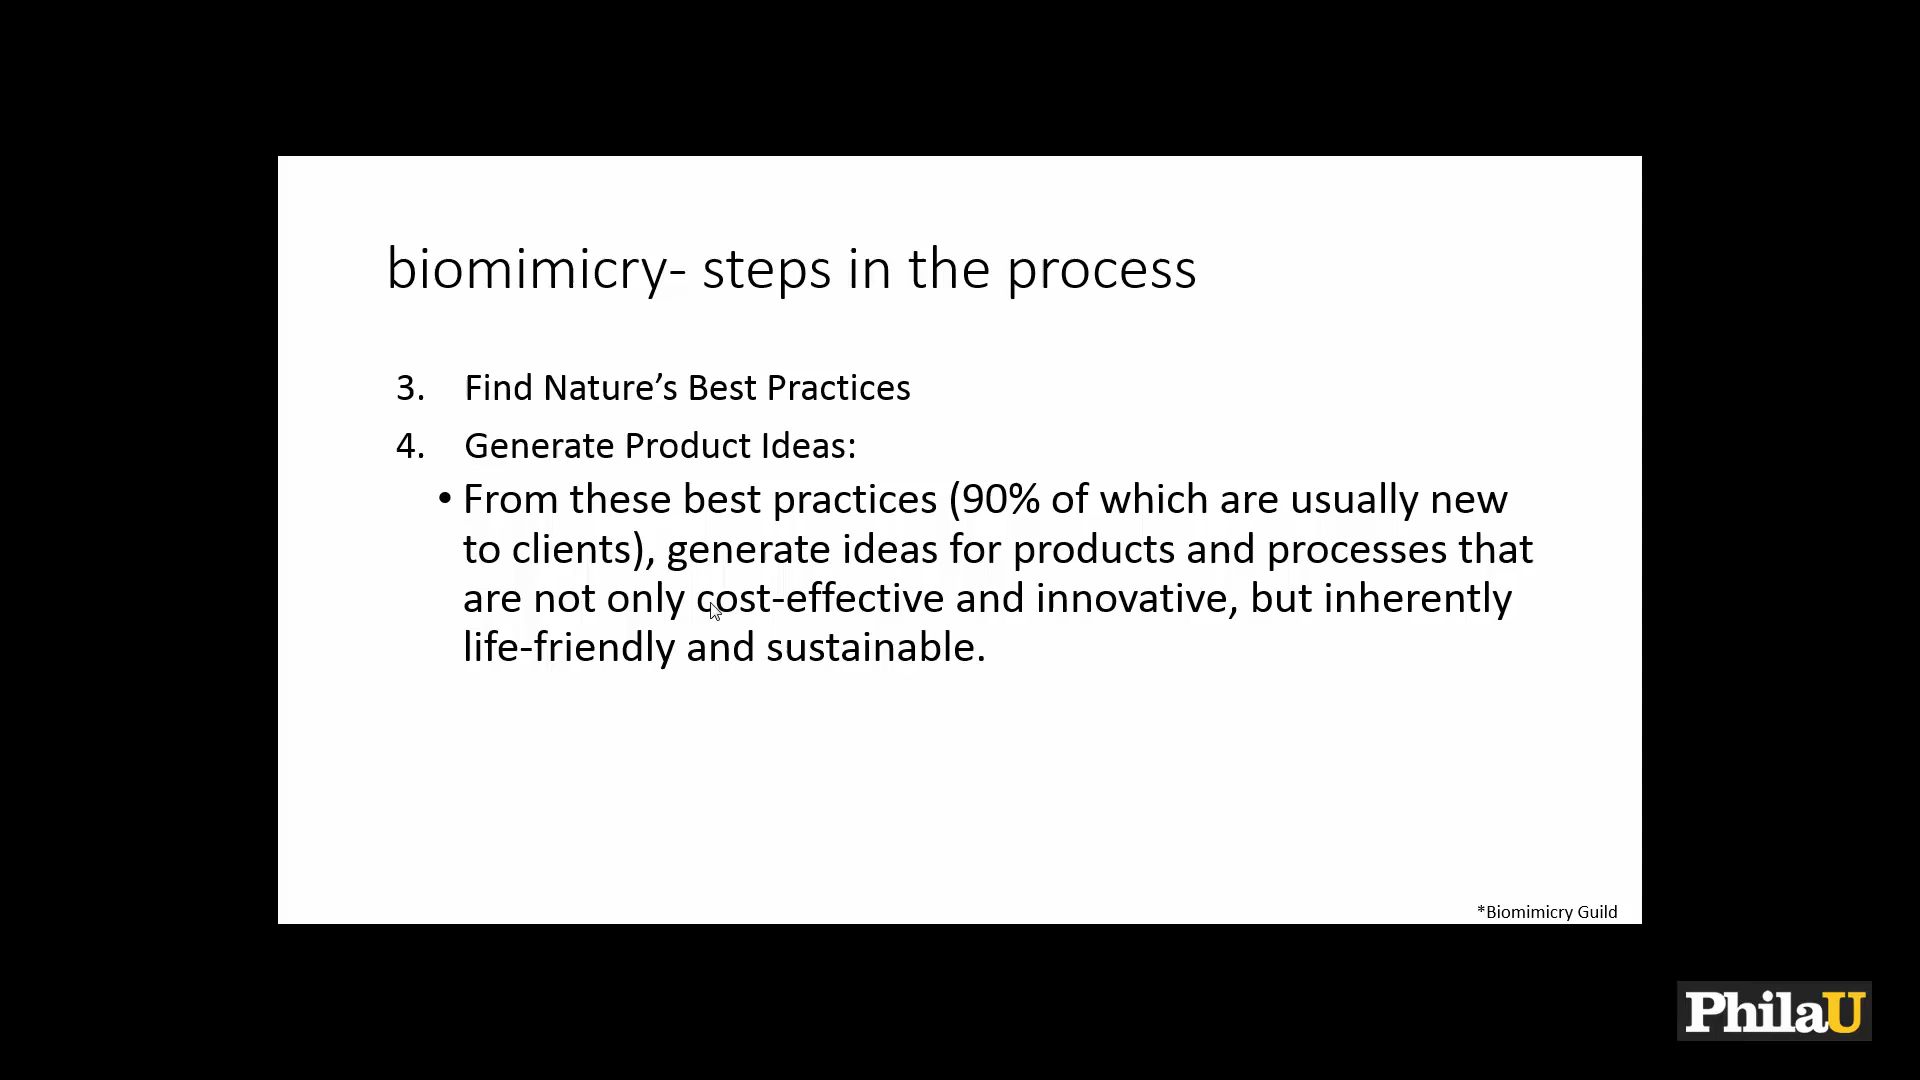 biomimicry- steps in the process
3. Find Nature’s Best Practices
4. Generate Product Ideas:
• From these best practices (90% of which are usually new
to clients), generate ideas for products and processes that
are not only cost-effective and innovative, but inherently
life-friendly and sustainable.
*Biomimicry Guild
PhilaU